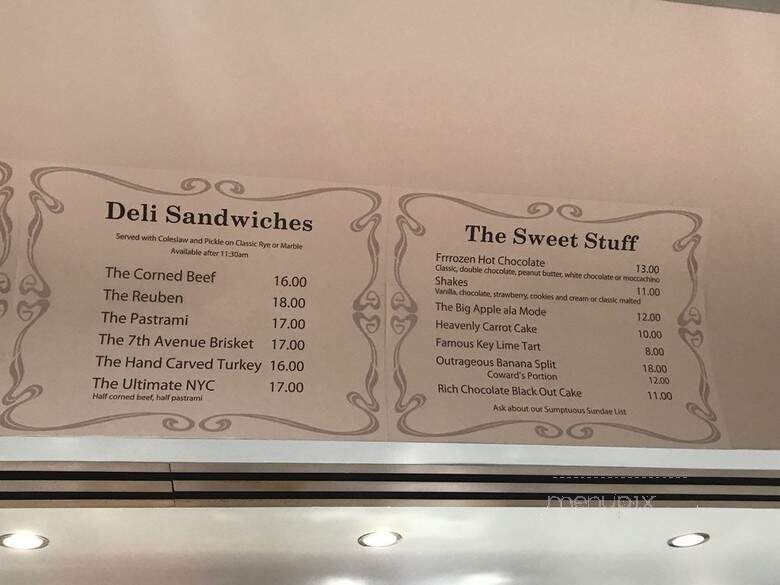 Deli Sandwiches
Served with Coleslaw and Pickle on Classic Rye or Marble
Available after 11:30am
The Corned Beef 16.00
The Reuben 18.00
The Pastrami 17.00
The 7th Avenue Brisket 17.00
The Hand Carved Turkey 16.00
The Ultimate NYC 17.00
Half corned beef, half pastrami
The Sweet Stuff
Frrrozen Hot Chocolate 13.00
Classic, double chocolate, peanut butter, white chocolate or moccachino
Shakes 11.00
Vanilla, chocolate, strawberry, cookies and cream or classic malted
The Big Apple ala Mode 12.00
Heavenly Carrot Cake 10.00
Famous Key Lime Tart 8.00
Outrageous Banana Split 18.00
Coward's Portion 12.00
Rich Chocolate Black Out Cake 11.00
Ask about our Sumptuous Sundae List
menupix